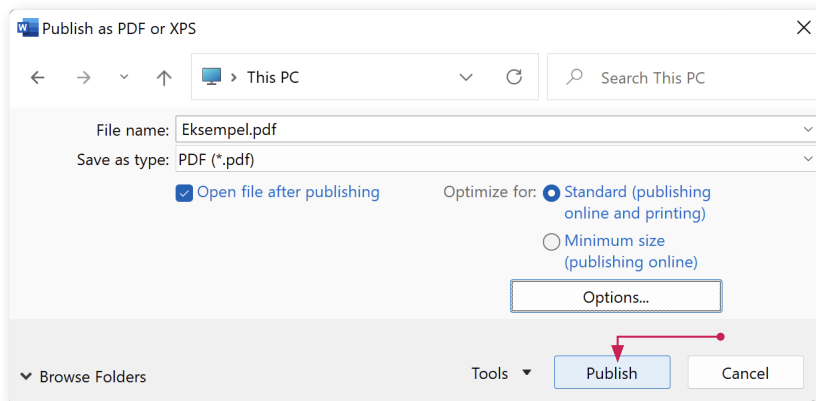 Publish as PDF or XPS
This PC
Search This PC
File name: Eksempel.pdf
Save as type: PDF (*.pdf)
Open file after publishing
Optimize for: Standard (publishing
online and printing)
Minimum size
(publishing online)
Options...
Browse Folders
Tools
Publish
Cancel